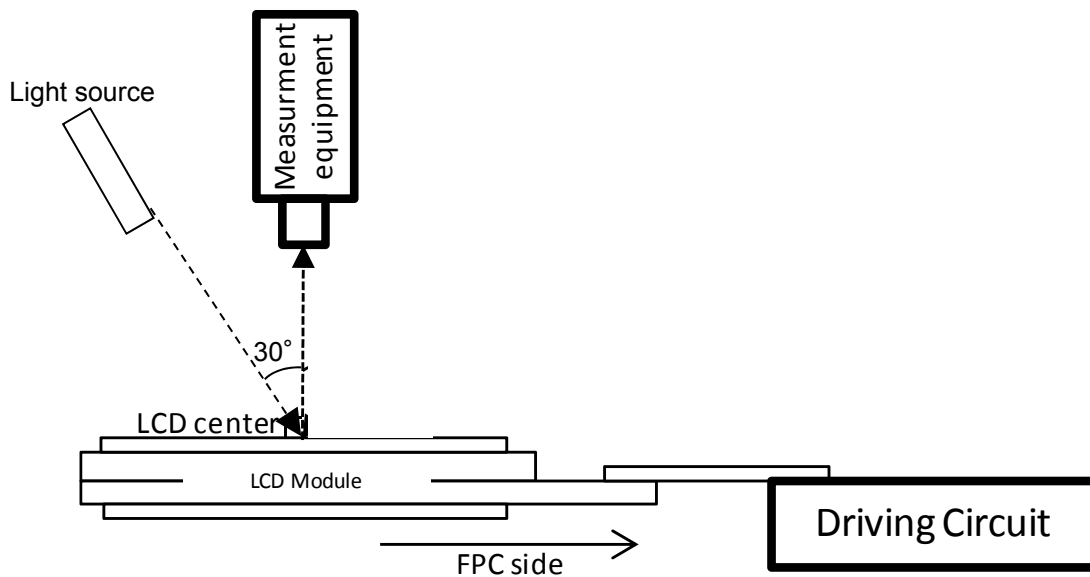 Light source
Measurment
equipment
30°
LCD center
LCD Module
Driving Circuit
FPC side